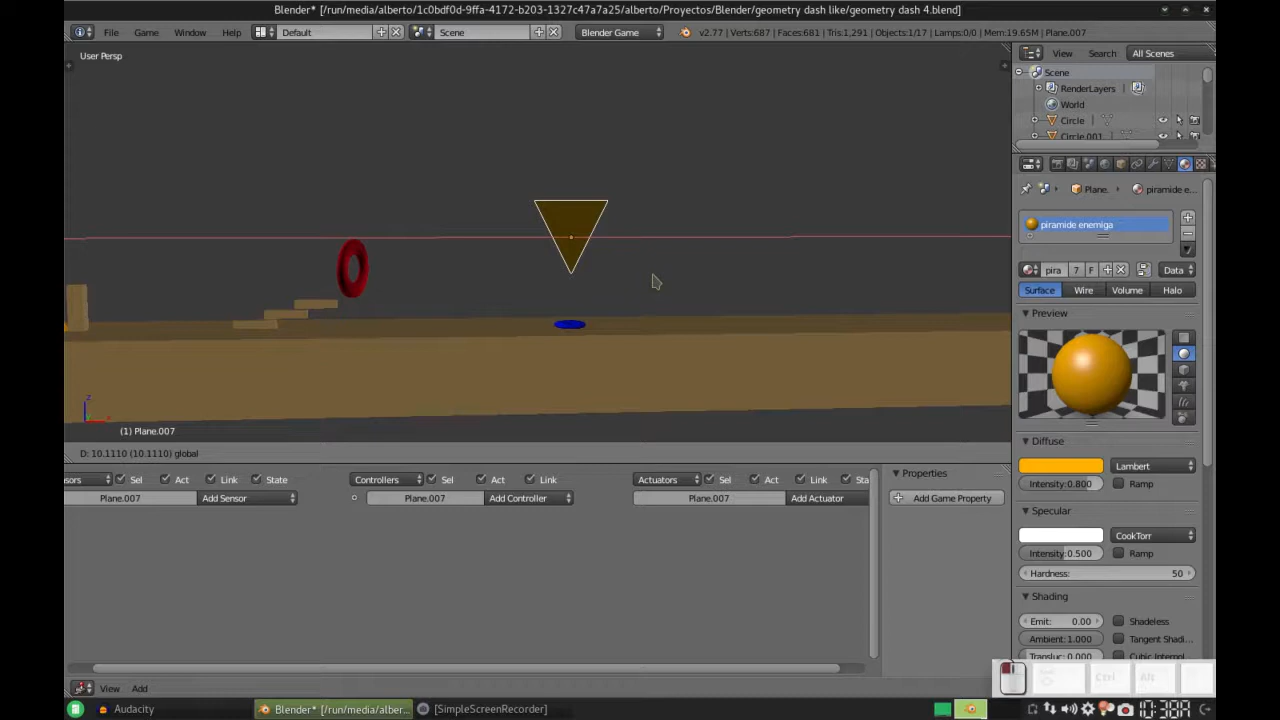 Blender* [/run/media/alberto/1c0bdf0d-9ffa-4172-b203-1327c47a7a25/alberto/Proyectos/Blender/geometry dash like/geometry dash 4.blend]
File Game Window Help Default Scene Blender Game v2.77 | Verts:687 | Faces:681 | Tris:1,291 | Objects:1/17 | Lamps:0/0 | Mem:19.65M | Plane.007
User Persp
View Search All Scenes
Scene
RenderLayers
World
Circle
Circle.001
Plane. piramide e...
piramide enemiga
pira 7 F Data
Surface Wire Volume Halo
Preview
(1) Plane.007
Diffuse
D: 10.1110 (10.1110) global
Lambert
Intensity:0.800 Ramp
sors Sel Act Link State Controllers Sel Act Link Actuators Sel Act Link Sta Properties
Plane.007 Add Sensor Plane.007 Add Controller Plane.007 Add Actuator Add Game Property
Specular
CookTorr
Intensity:0.500 Ramp
Hardness: 50
Shading
Emit: 0.00 Shadeless
Ambient: 1.000 Tangent Shadi...
Transluc: 0.000 Cubic Interpol
Ctrl Alt
View Add
Audacity Blender* [/run/media/alber... [SimpleScreenRecorder]